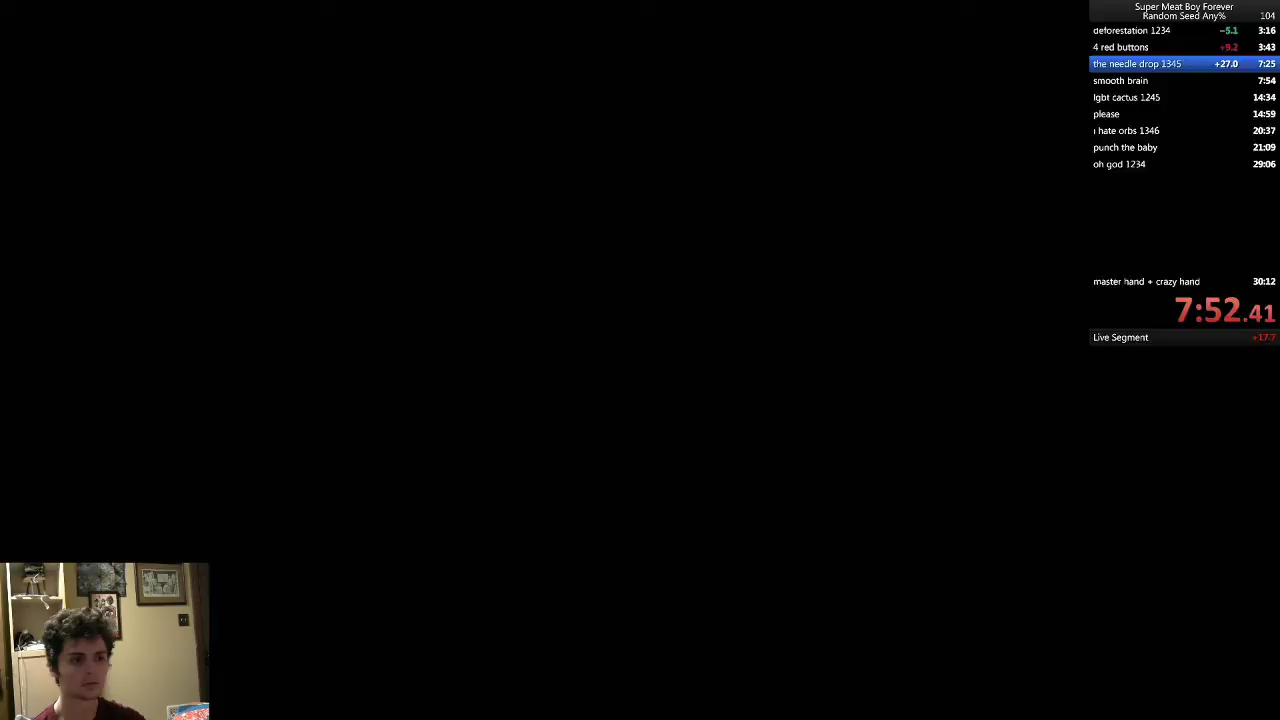 Super Meat Boy Forever
Random Seed Any% 104
deforestation 1234 -5.1 3:16
4 red buttons +9.2 3:43
the needle drop 1345 +27.0 7:25
smooth brain 7:54
lgbt cactus 1245 14:34
please 14:59
i hate orbs 1346 20:37
punch the baby 21:09
oh god 1234 29:06
master hand + crazy hand 30:12
7:52.41
Live Segment +17.7